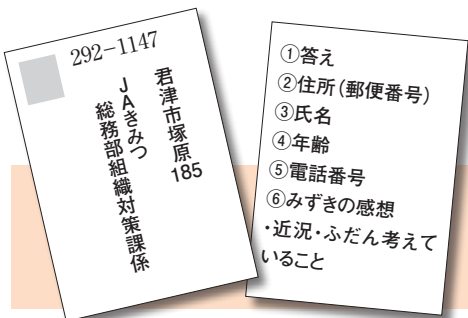 292−1147
君津市塚原185
JAきみつ
総務部組織対策課係
①答え
②住所（郵便番号）
③氏名
④年齢
⑤電話番号
⑥みずきの感想
・近況・ふだん考えて
いること